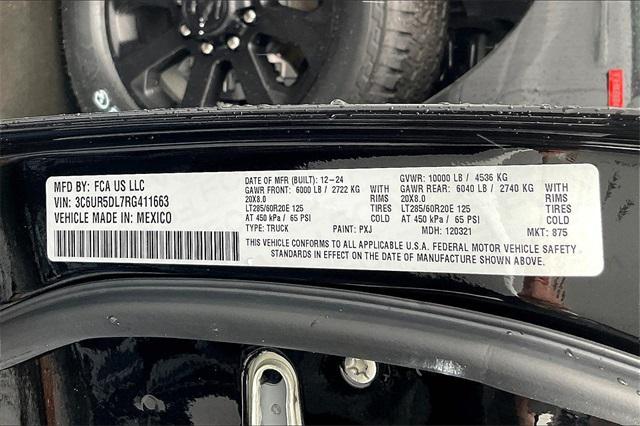 MFD BY: FCA US LLC
VIN: 3C6UR5DL7RG411663
VEHICLE MADE IN: MEXICO
DATE OF MFR (BUILT): 12-24
GAWR FRONT: 6000 LB / 2722 KG WITH
20X8.0 RIMS
LT285/60R20E 125 TIRES
AT 450 kPa / 65 PSI COLD
TYPE: TRUCK PAINT: PXJ
GVWR: 10000 LB / 4536 KG
GAWR REAR: 6040 LB / 2740 KG WITH
20X8.0 RIMS
LT285/60R20E 125 TIRES
AT 450 kPa / 65 PSI COLD
MDH: 120321 MKT: 875
THIS VEHICLE CONFORMS TO ALL APPLICABLE U.S.A. FEDERAL MOTOR VEHICLE SAFETY
STANDARDS IN EFFECT ON THE DATE OF MANUFACTURE SHOWN ABOVE.